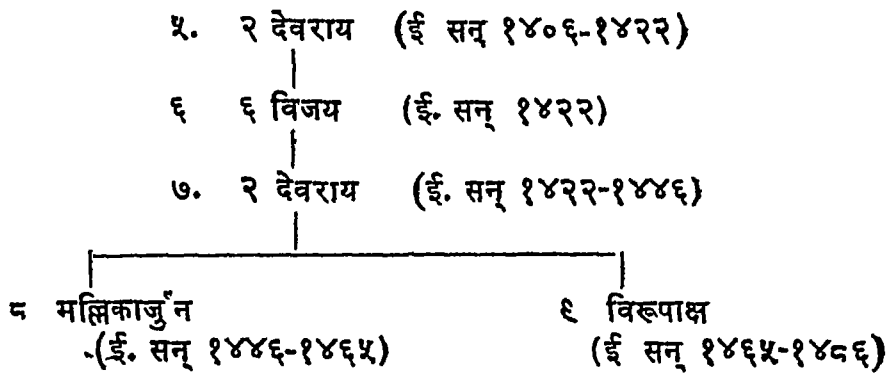 ५. २ देवराय (ई सन् १४०६-१४२२)
६ ६ विजय (ई. सन् १४२२)
७. २ देवराय (ई. सन् १४२२-१४४६)
८ मल्लिकार्जुन ९ विरूपाक्ष
(ई. सन् १४४६-१४६५) (ई सन् १४६५-१४८६)